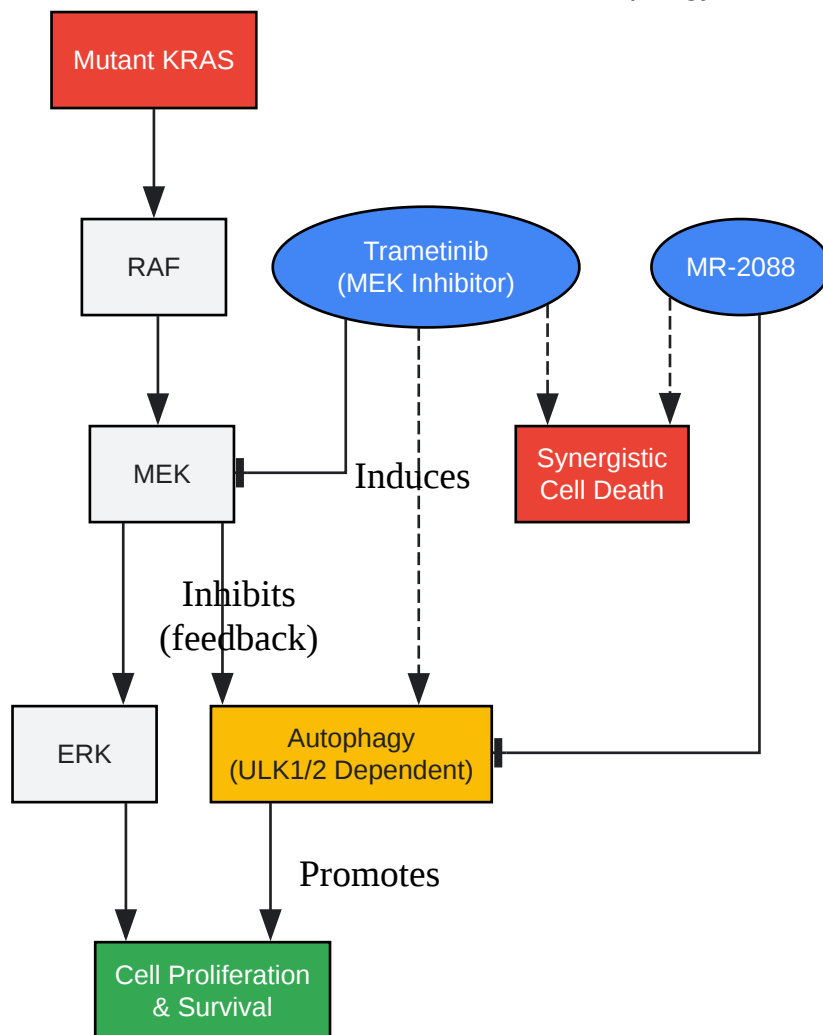 Mutant KRAS
RAF
Trametinib
(MEK Inhibitor)
MR-2088
MEK
Induces
Synergistic
Cell Death
Inhibits
(feedback)
ERK
Autophagy
(ULK1/2 Dependent)
Promotes
Cell Proliferation
& Survival